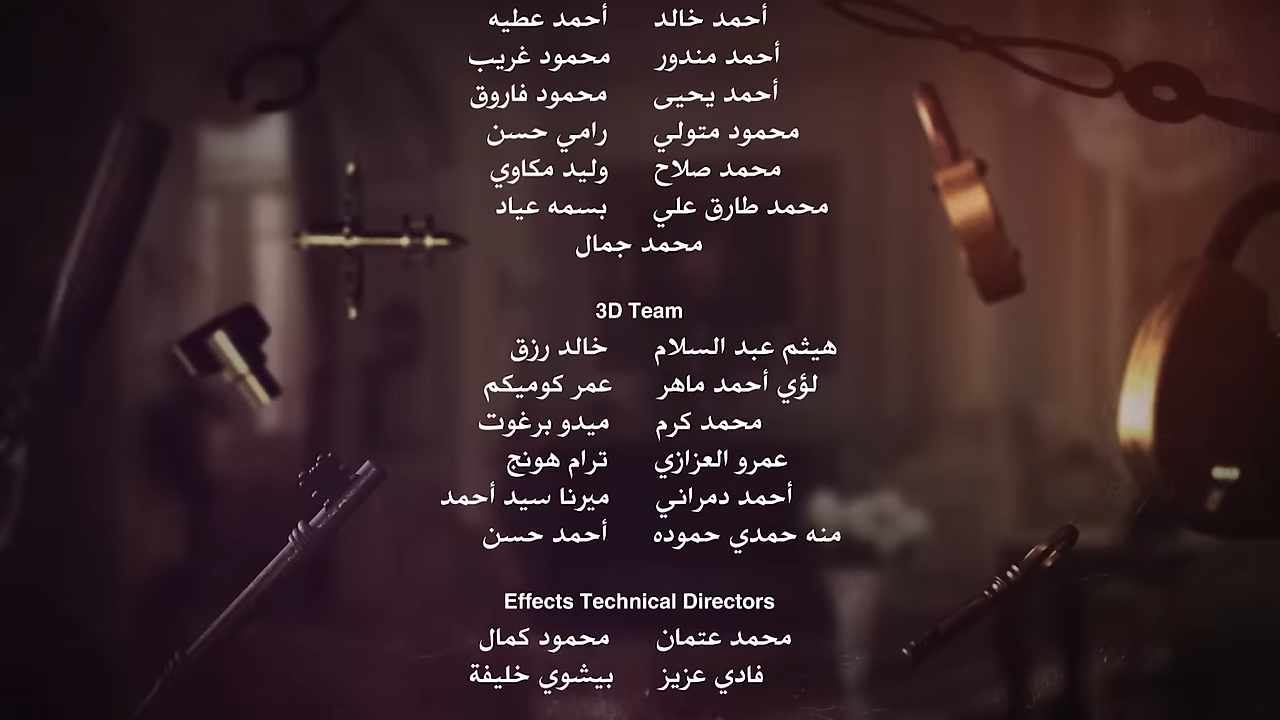 أحمد خالد أحمد عطيه
أحمد مندور محمود غريب
أحمد يحيى محمود فاروق
محمود متولي رامي حسن
محمد صلاح وليد مكاوي
محمد طارق علي بسمه عياد
محمد جمال
3D Team
هيثم عبد السلام خالد رزق
لؤي أحمد ماهر عمر كوميكم
محمد كرم ميدو برغوت
عمرو العزازي ترام هونج
أحمد دمراني ميرنا سيد أحمد
منه حمدي حموده أحمد حسن
Effects Technical Directors
محمد عتمان محمود كمال
فادي عزيز بيشوي خليفة